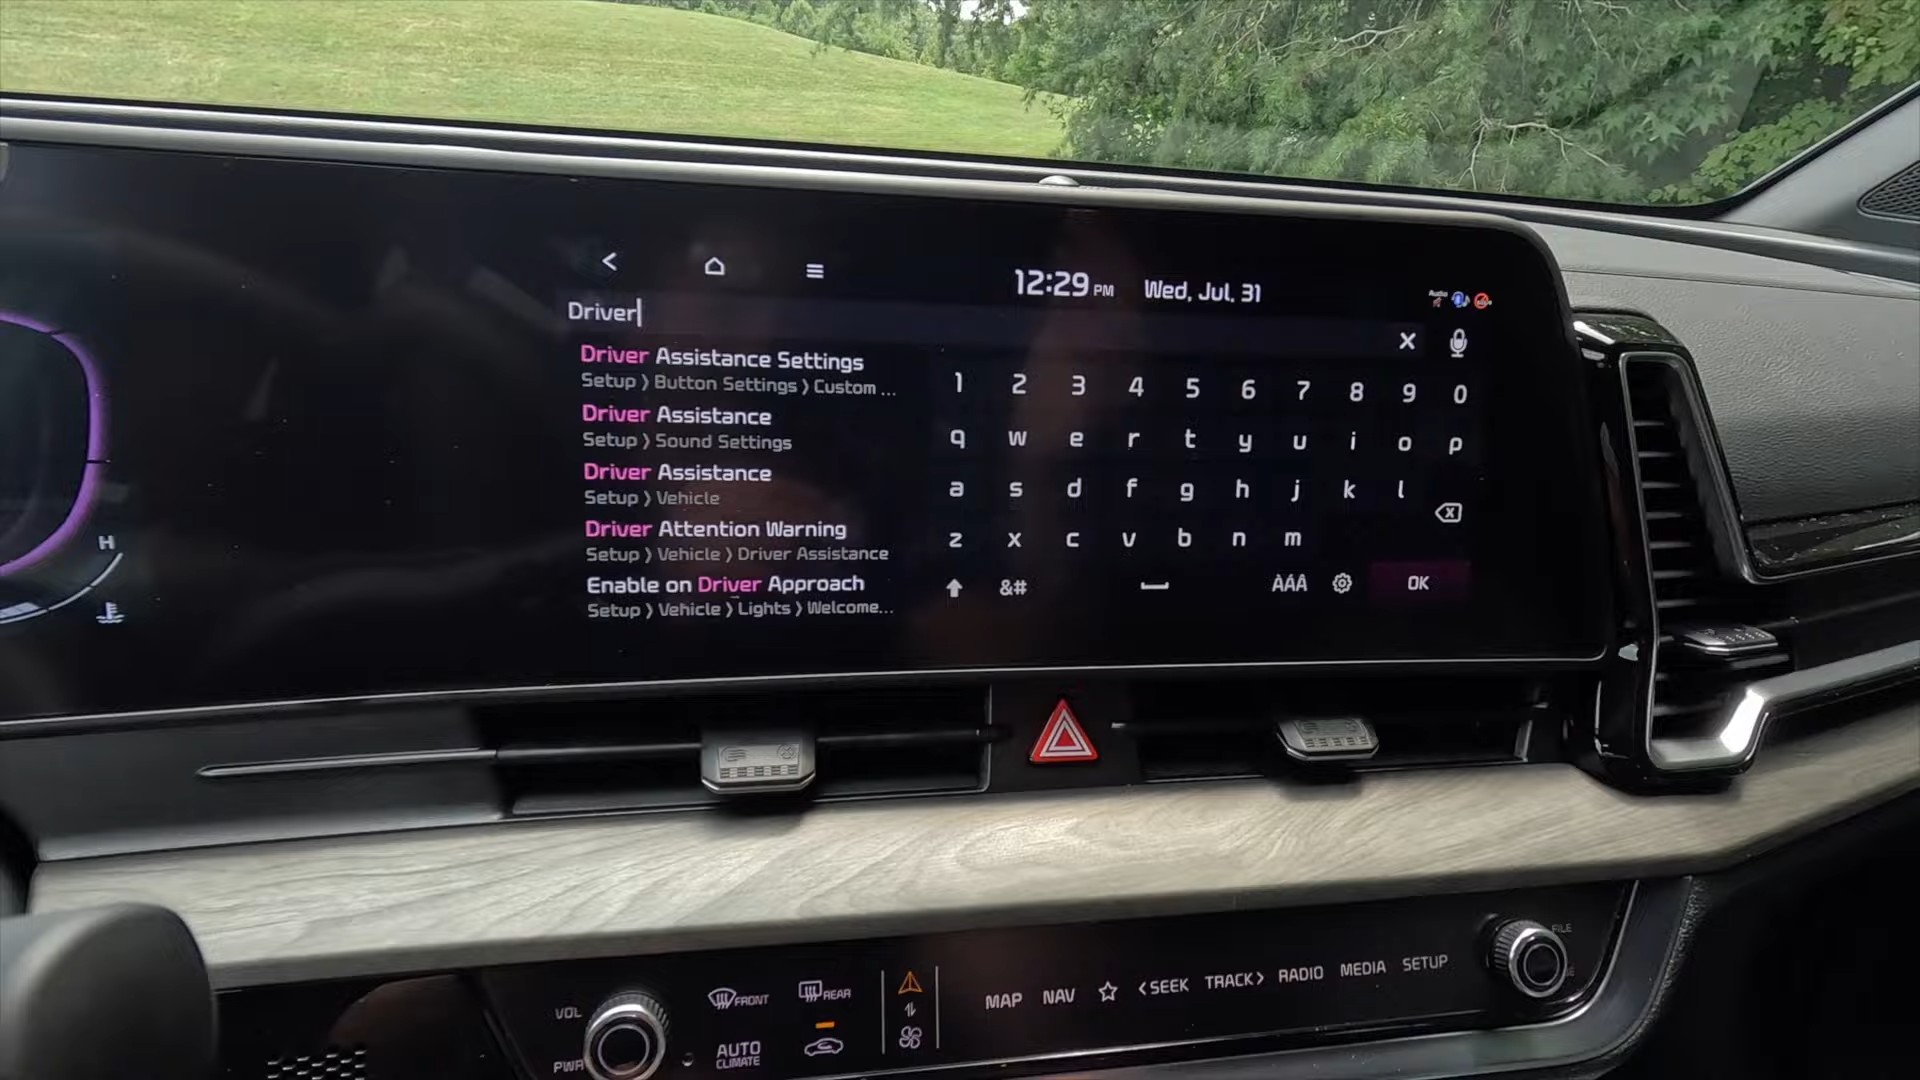 12:29 PM Wed, Jul. 31
Audio
Driver
Driver Assistance Settings
Setup 〉Button Settings 〉Custom ...
Driver Assistance
Setup 〉Sound Settings
Driver Assistance
Setup 〉Vehicle
Driver Attention Warning
Setup 〉Vehicle 〉Driver Assistance
Enable on Driver Approach
Setup 〉Vehicle 〉Lights 〉Welcome...
1 2 3 4 5 6 7 8 9 0
q w e r t y u i o p
a s d f g h j k l
z x c v b n m
&# ÀÁÂ OK
H
VOL
PWR
FRONT
REAR
AUTO
CLIMATE
MAP NAV < SEEK TRACK > RADIO MEDIA SETUP
FILE